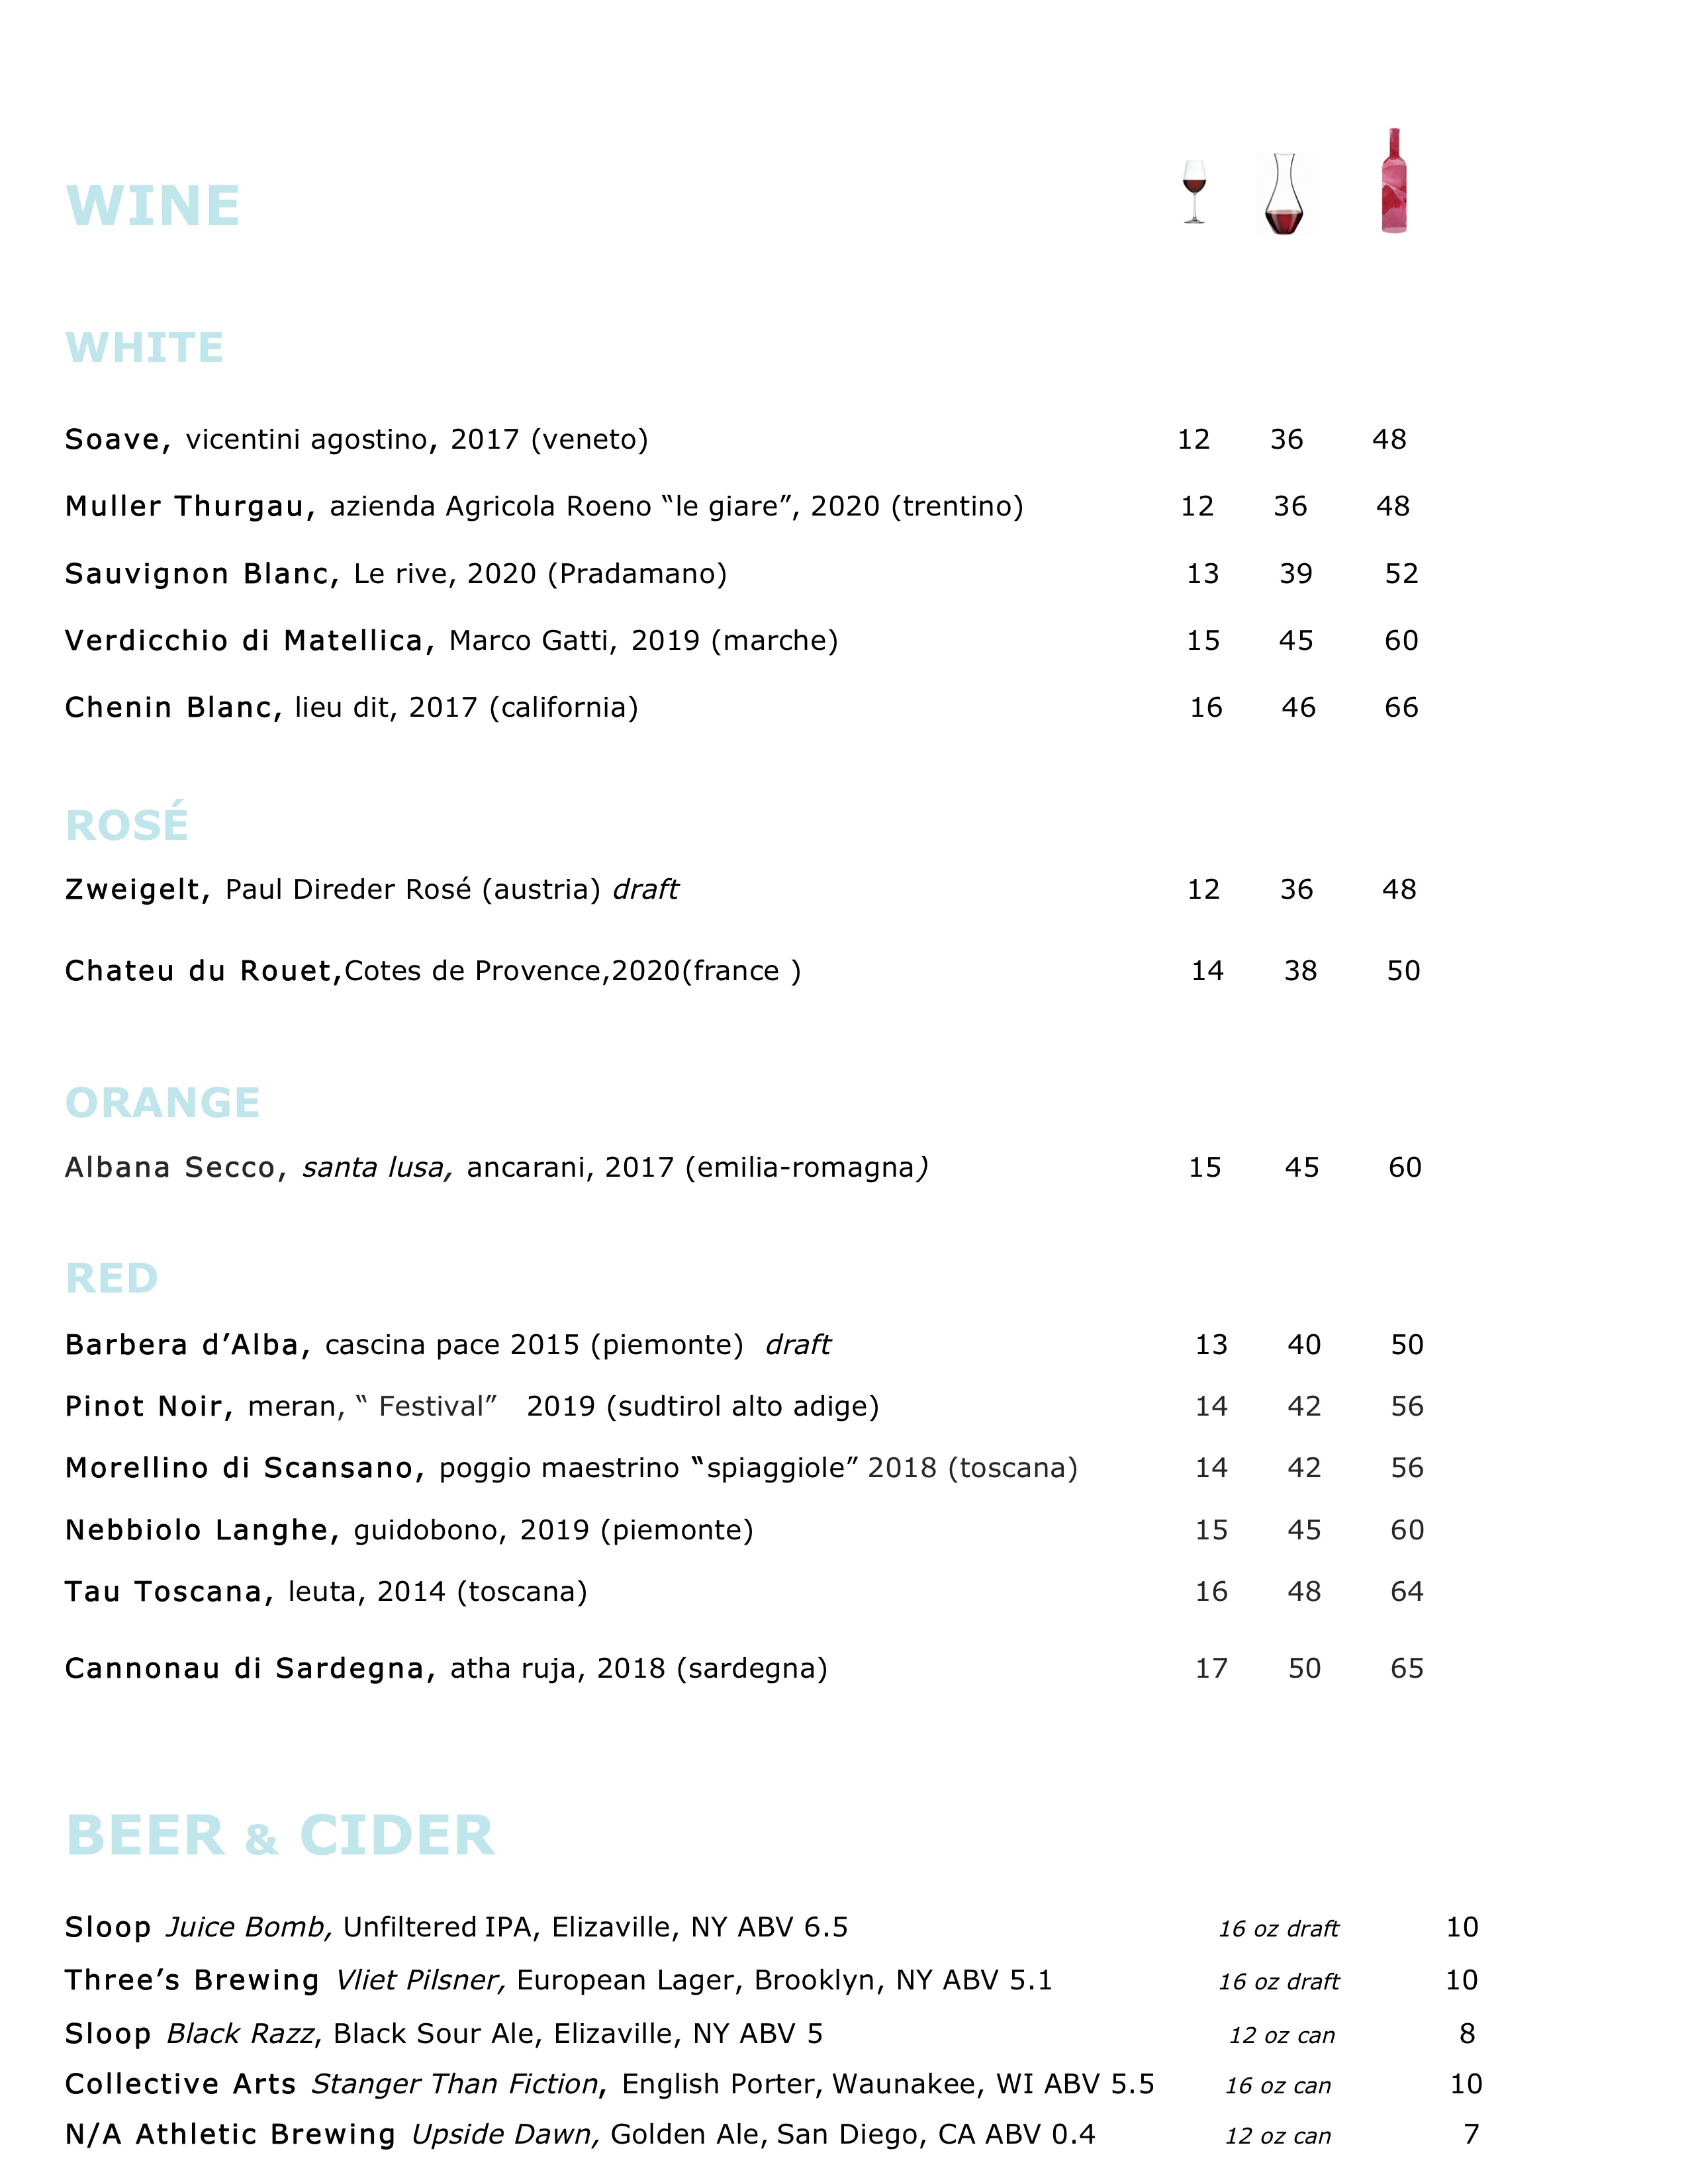 WINE
WHITE
Soave, vicentini agostino, 2017 (veneto) 12 36 48
Muller Thurgau, azienda Agricola Roeno “le giare”, 2020 (trentino) 12 36 48
Sauvignon Blanc, Le rive, 2020 (Pradamano) 13 39 52
Verdicchio di Matellica, Marco Gatti, 2019 (marche) 15 45 60
Chenin Blanc, lieu dit, 2017 (california) 16 46 66
ROSÉ
Zweigelt, Paul Direder Rosé (austria) draft 12 36 48
Chateu du Rouet,Cotes de Provence,2020(france ) 14 38 50
ORANGE
Albana Secco, santa lusa, ancarani, 2017 (emilia-romagna) 15 45 60
RED
Barbera d’Alba, cascina pace 2015 (piemonte) draft 13 40 50
Pinot Noir, meran, “ Festival” 2019 (sudtirol alto adige) 14 42 56
Morellino di Scansano, poggio maestrino “spiaggiole” 2018 (toscana) 14 42 56
Nebbiolo Langhe, guidobono, 2019 (piemonte) 15 45 60
Tau Toscana, leuta, 2014 (toscana) 16 48 64
Cannonau di Sardegna, atha ruja, 2018 (sardegna) 17 50 65
BEER & CIDER
Sloop Juice Bomb, Unfiltered IPA, Elizaville, NY ABV 6.5 16 oz draft 10
Three’s Brewing Vliet Pilsner, European Lager, Brooklyn, NY ABV 5.1 16 oz draft 10
Sloop Black Razz, Black Sour Ale, Elizaville, NY ABV 5 12 oz can 8
Collective Arts Stanger Than Fiction, English Porter, Waunakee, WI ABV 5.5 16 oz can 10
N/A Athletic Brewing Upside Dawn, Golden Ale, San Diego, CA ABV 0.4 12 oz can 7